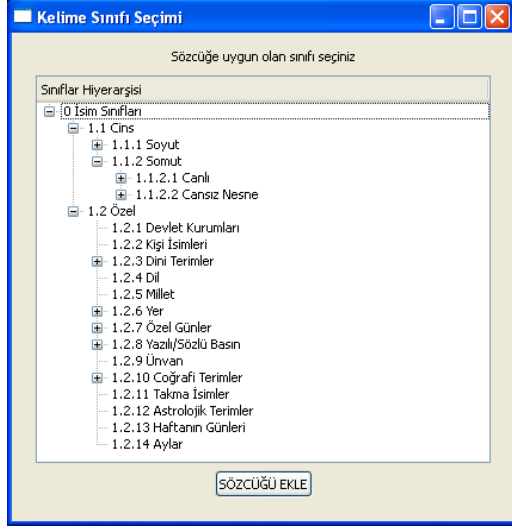 Kelime Sınıfı Seçimi
Sözcüğe uygun olan sınıfı seçiniz
Sınıflar Hiyerarşisi
0 İsim Sınıfları
1.1 Cins
1.1.1 Soyut
1.1.2 Somut
1.1.2.1 Canlı
1.1.2.2 Cansız Nesne
1.2 Özel
1.2.1 Devlet Kurumları
1.2.2 Kişi İsimleri
1.2.3 Dini Terimler
1.2.4 Dil
1.2.5 Millet
1.2.6 Yer
1.2.7 Özel Günler
1.2.8 Yazılı/Sözlü Basın
1.2.9 Ünvan
1.2.10 Coğrafi Terimler
1.2.11 Takma İsimler
1.2.12 Astrolojik Terimler
1.2.13 Haftanın Günleri
1.2.14 Aylar
SÖZCÜĞÜ EKLE